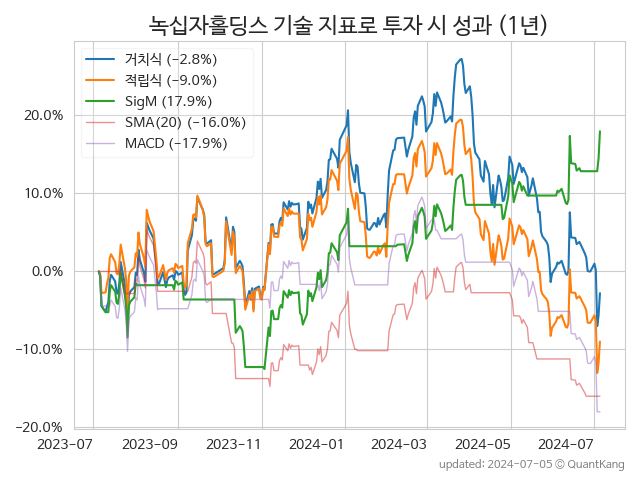 녹십자홀딩스 기술 지표로 투자 시 성과 (1년)
거치식 (−2.8%)
적립식 (−9.0%)
SigM (17.9%)
SMA(20) (−16.0%)
MACD (−17.9%)
20.0%
10.0%
0.0%
−10.0%
−20.0%
2023-07 2023-09 2023-11 2024-01 2024-03 2024-05 2024-07
updated: 2024-07-05 © QuantKang